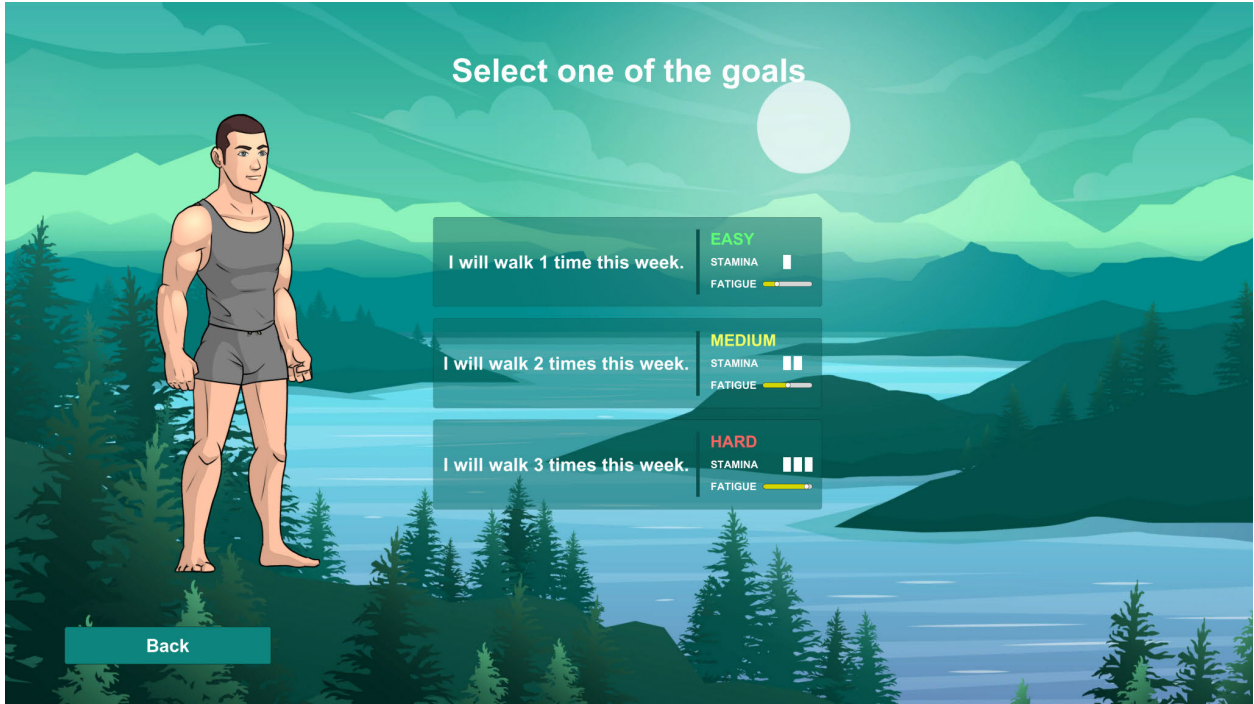 Select one of the goals
I will walk 1 time this week.
EASY
STAMINA
FATIGUE
I will walk 2 times this week.
MEDIUM
STAMINA
FATIGUE
I will walk 3 times this week.
HARD
STAMINA
FATIGUE
Back